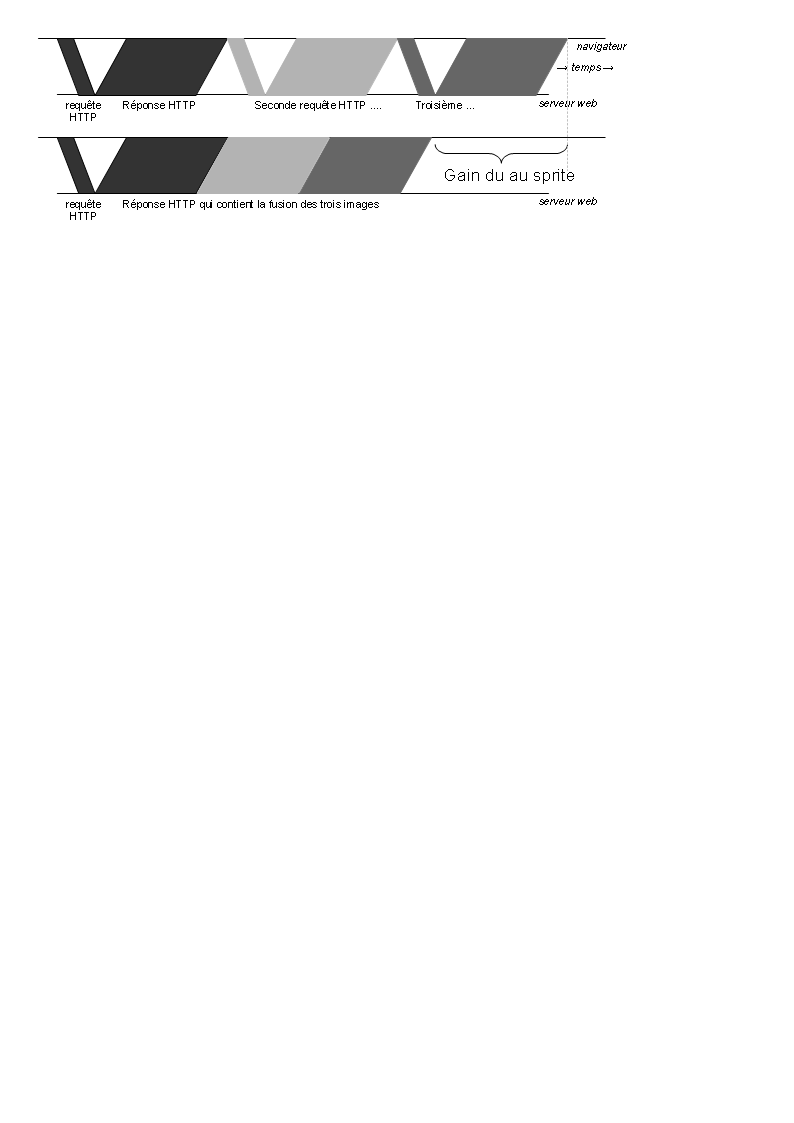 navigateur
→ temps→
serveur web
requête
HTTP
Réponse HTTP
Seconde requête HTTP ....
Troisième ...
Gain du au sprite
serveur web
requête
HTTP
Réponse HTTP qui contient la fusion des trois images